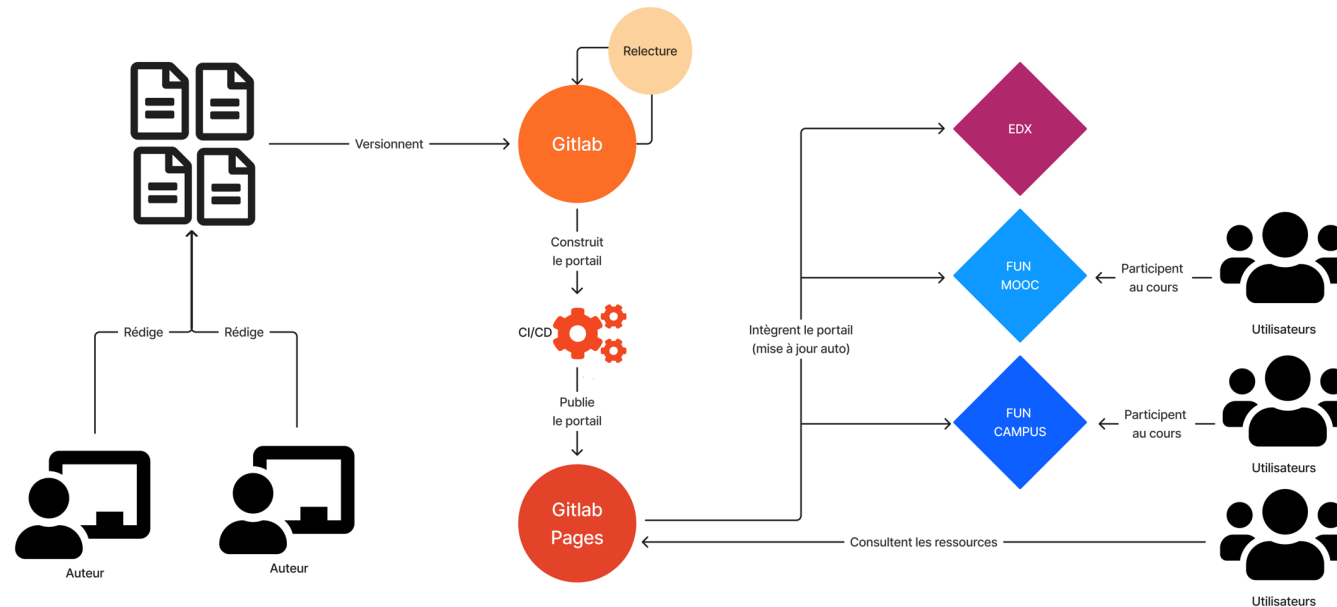 Relecture
EDX
Gitlab
Versionnent
Construit
le portail
FUN
MOOC
Participent
au cours
Utilisateurs
Rédige
Rédige
CI/CD
Intègrent le portail
(mise à jour auto)
Publie
le portail
FUN
CAMPUS
Participent
au cours
Utilisateurs
Gitlab
Pages
Consultent les ressources
Auteur
Auteur
Utilisateurs